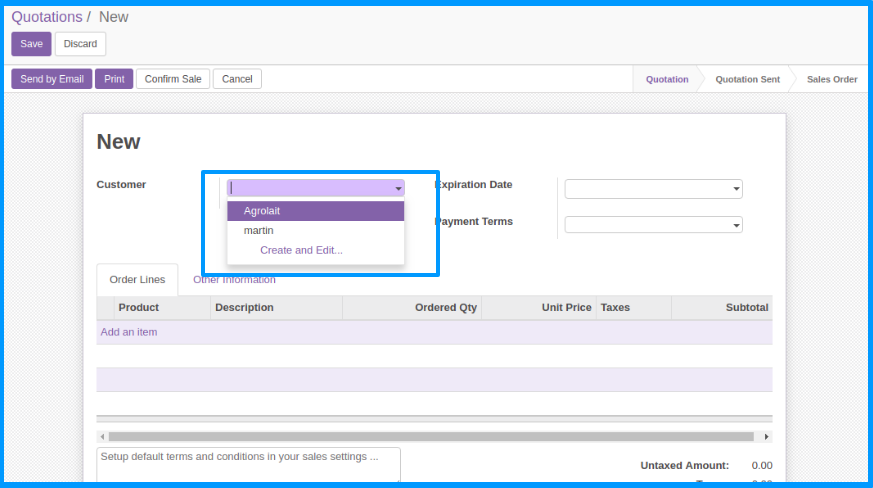 Quotations / New
Save Discard
Send by Email Print Confirm Sale Cancel Quotation Quotation Sent Sales Order
New
Customer Expiration Date
Agrolait
martin Payment Terms
Create and Edit...
Order Lines Other Information
Product Description Ordered Qty Unit Price Taxes Subtotal
Add an item
Setup default terms and conditions in your sales settings ...
Untaxed Amount: 0.00